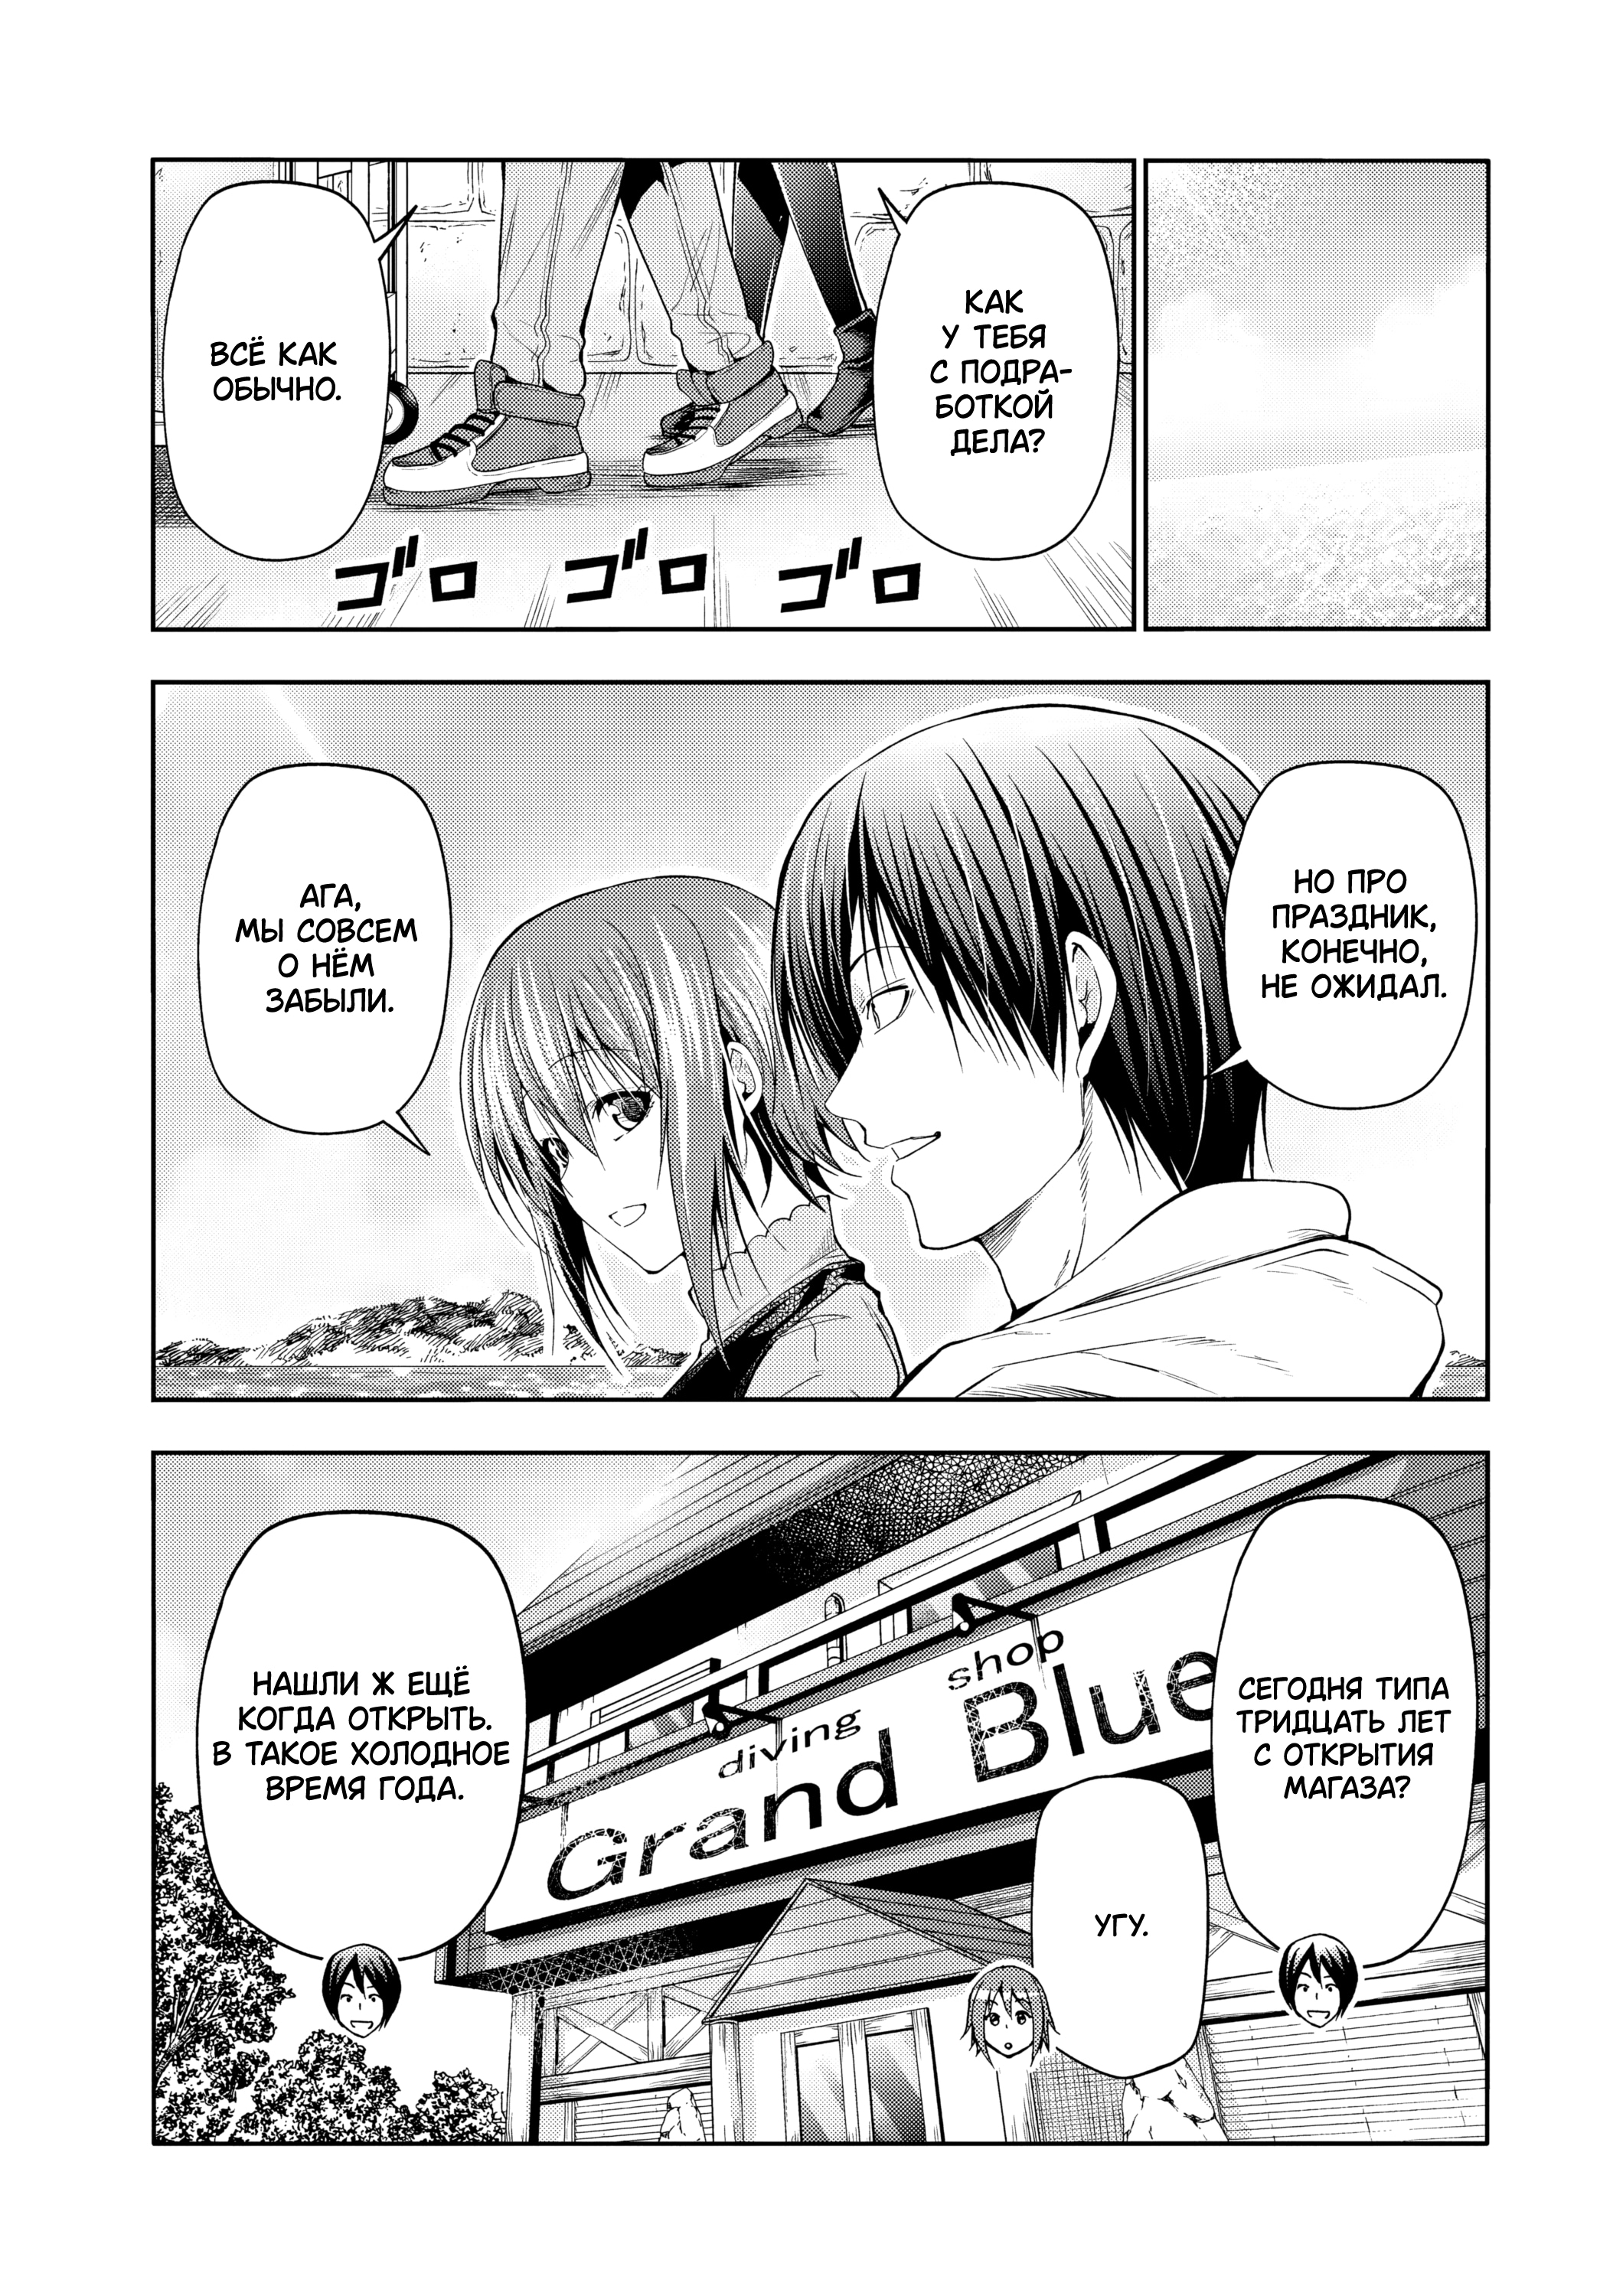 КАК
У ТЕБЯ
С ПОДРА-
БОТКОЙ
ДЕЛА?
ВСЁ КАК
ОБЫЧНО.
ゴロ ゴロ ゴロ
НО ПРО
ПРАЗДНИК,
КОНЕЧНО,
НЕ ОЖИДАЛ.
АГА,
МЫ СОВСЕМ
О НЁМ
ЗАБЫЛИ.
СЕГОДНЯ ТИПА
ТРИДЦАТЬ ЛЕТ
С ОТКРЫТИЯ
МАГАЗА?
УГУ.
diving shop
Grand Blue
НАШЛИ Ж ЕЩЁ
КОГДА ОТКРЫТЬ.
В ТАКОЕ ХОЛОДНОЕ
ВРЕМЯ ГОДА.